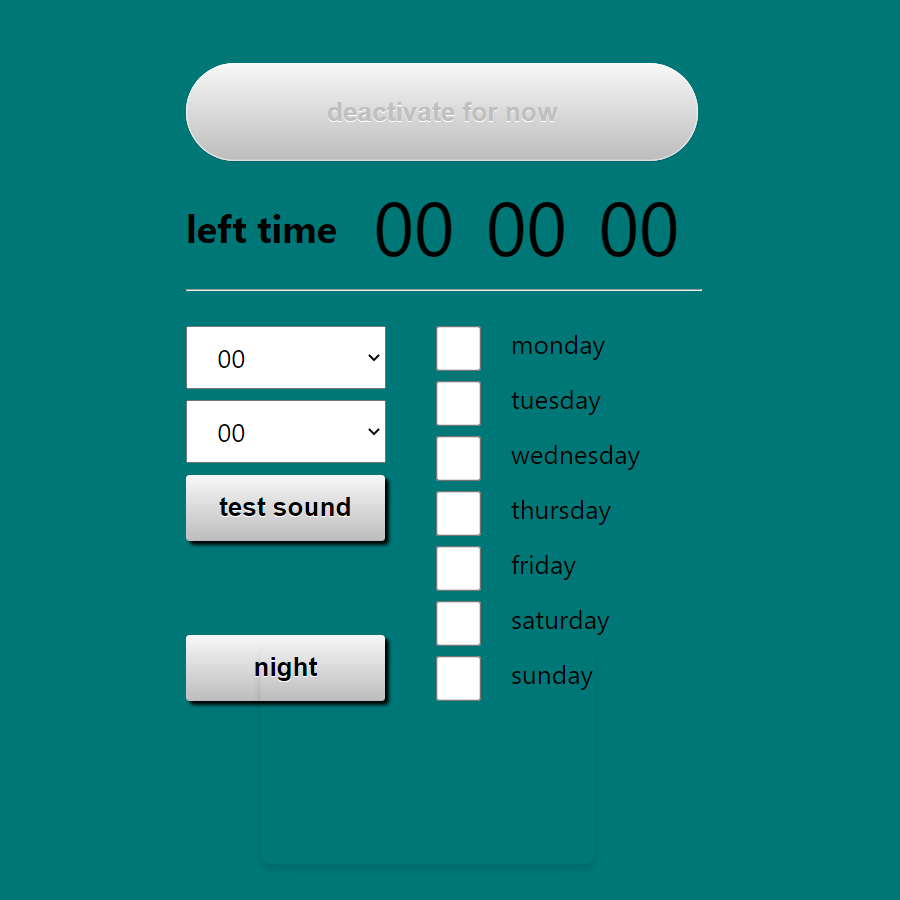 deactivate for now
left time 00 00 00
00
00
test sound
night
monday
tuesday
wednesday
thursday
friday
saturday
sunday